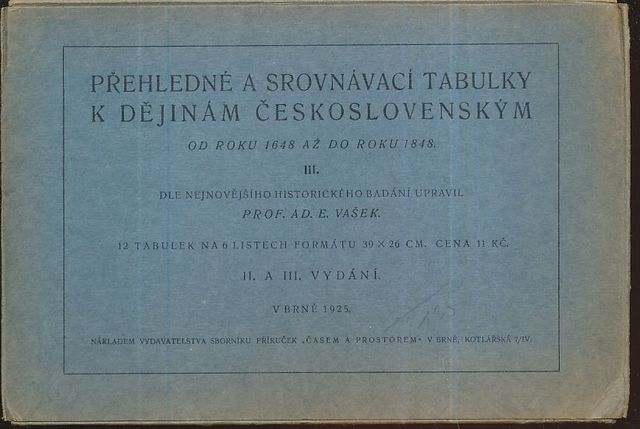 PŘEHLEDNÉ A SROVNÁVACÍ TABULKY
K DĚJINÁM ČESKOSLOVENSKÝM
OD ROKU 1648 AŽ DO ROKU 1848.
III.
DLE NEJNOVĚJŠÍHO HISTORICKÉHO BADÁNÍ UPRAVIL
PROF. AD. E. VAŠEK.
12 TABULEK NA 6 LISTECH FORMÁTU 39 × 26 CM. CENA 11 KČ.
II. A III. VYDÁNÍ.
V BRNĚ 1925.
NÁKLADEM VYDAVATELSTVA SBORNÍKU PŘÍRUČEK „ČASEM A PROSTOREM“ V BRNĚ, KOTLÁŘSKÁ 7/IV.